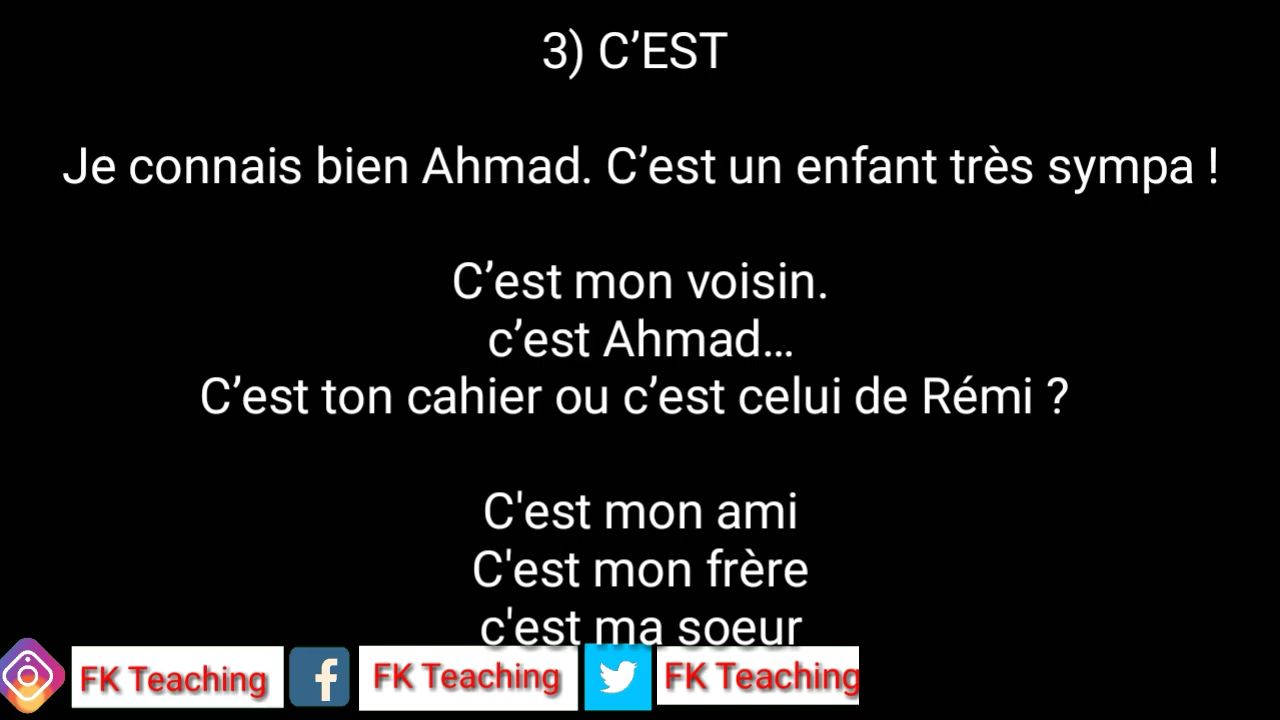 3) C’EST
Je connais bien Ahmad. C’est un enfant très sympa !
C’est mon voisin.
c’est Ahmad…
C’est ton cahier ou c’est celui de Rémi ?
C'est mon ami
C'est mon frère
c'est ma soeur
FK Teaching
FK Teaching
FK Teaching